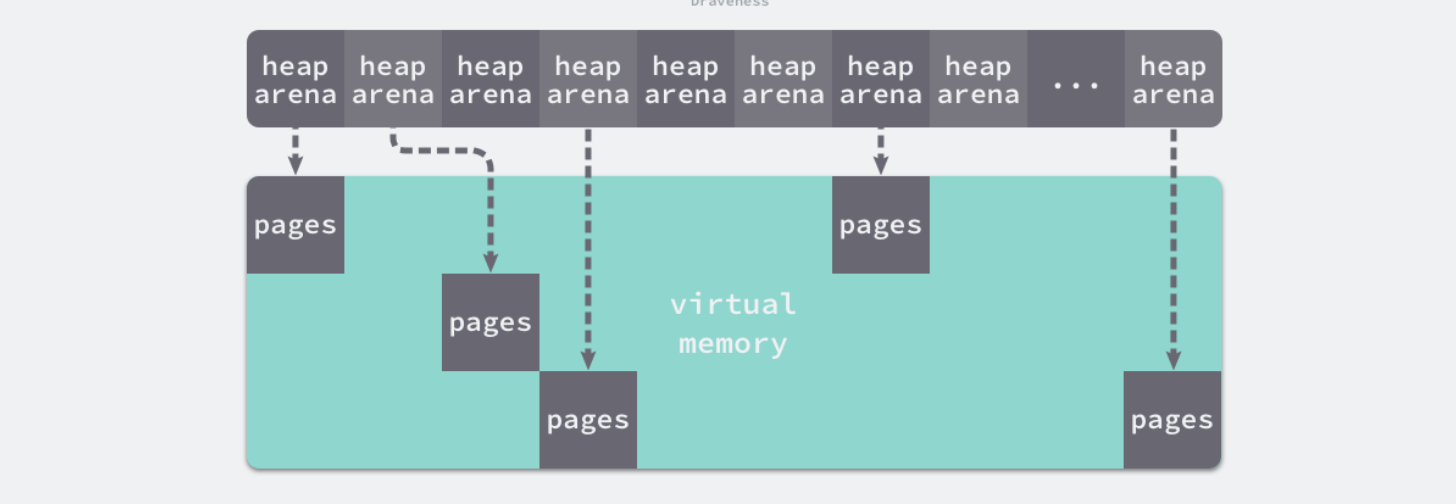 Draveness
heap heap heap heap heap heap heap heap heap
arena arena arena arena arena arena arena arena ... arena
pages pages
virtual
pages
memory
pages pages